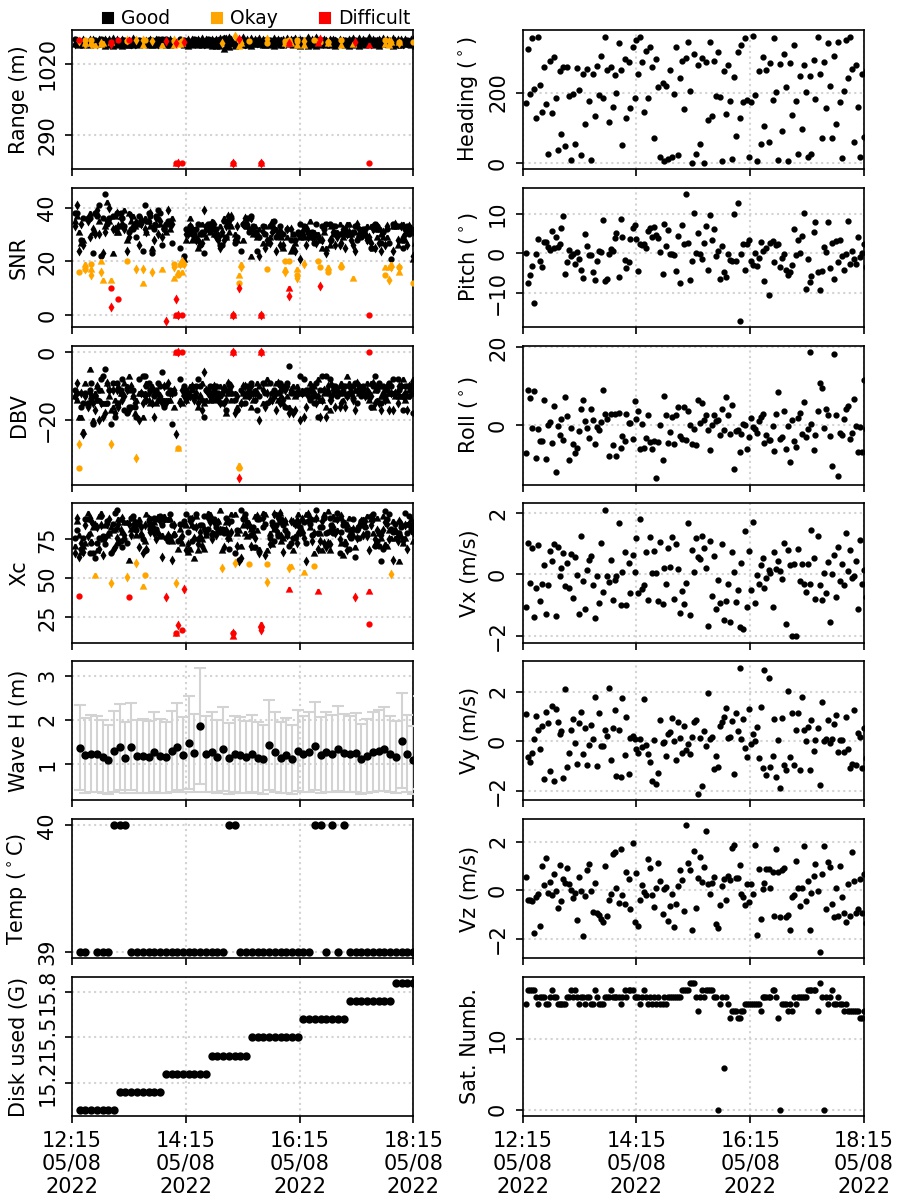 Good Okay Difficult
Range (m)
1020
290
Heading (°)
200
0
SNR
40
20
0
Pitch (°)
10
0
−10
DBV
0
−20
Roll (°)
20
0
Xc
75
50
25
Vx (m/s)
2
0
−2
Wave H (m)
3
2
1
Vy (m/s)
2
0
−2
Temp (°C)
40
39
Vz (m/s)
2
0
−2
Disk used (G)
15.8
15.5
15.2
Sat. Numb.
10
0
12:15 14:15 16:15 18:15
05/08 05/08 05/08 05/08
2022 2022 2022 2022
12:15 14:15 16:15 18:15
05/08 05/08 05/08 05/08
2022 2022 2022 2022